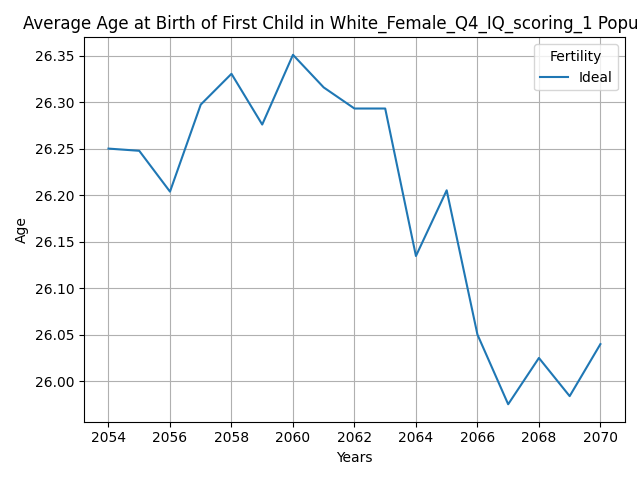 Average Age at Birth of First Child in White_Female_Q4_IQ_scoring_1 Popu
Fertility
Ideal
26.35
26.30
26.25
26.20
26.15
26.10
26.05
26.00
Age
2054 2056 2058 2060 2062 2064 2066 2068 2070
Years